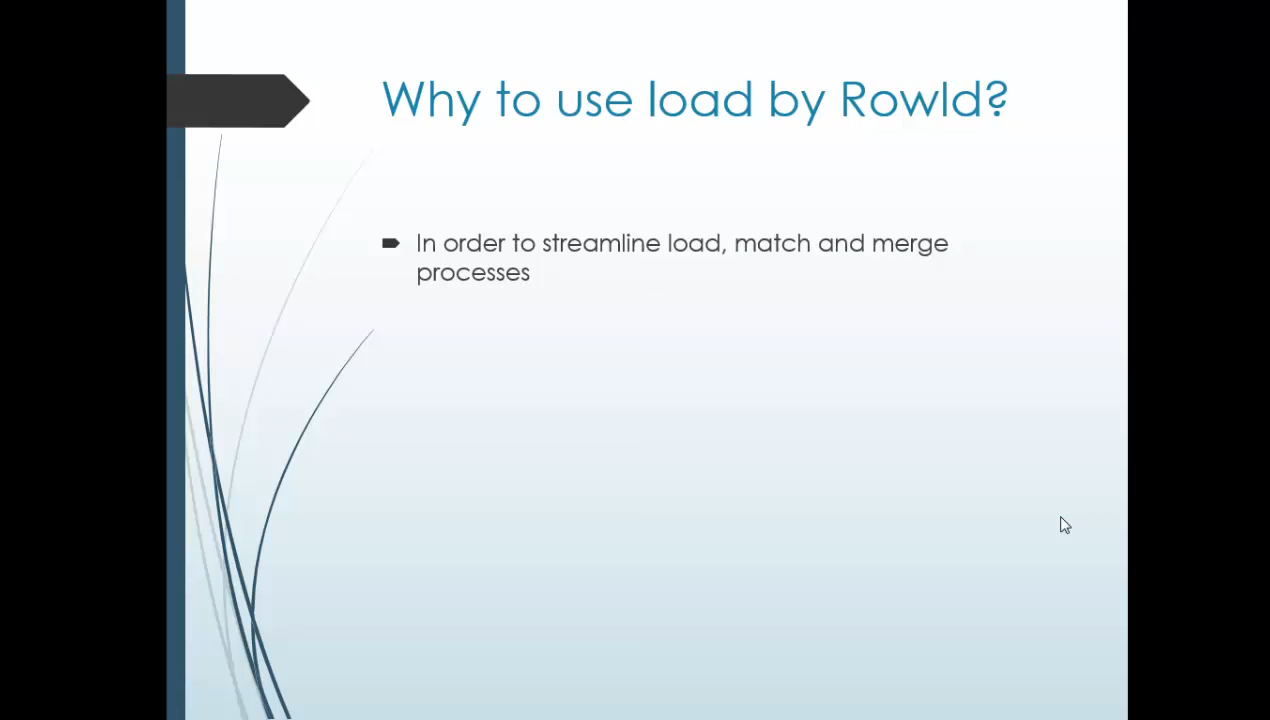 Why to use load by RowId?
In order to streamline load, match and merge
processes